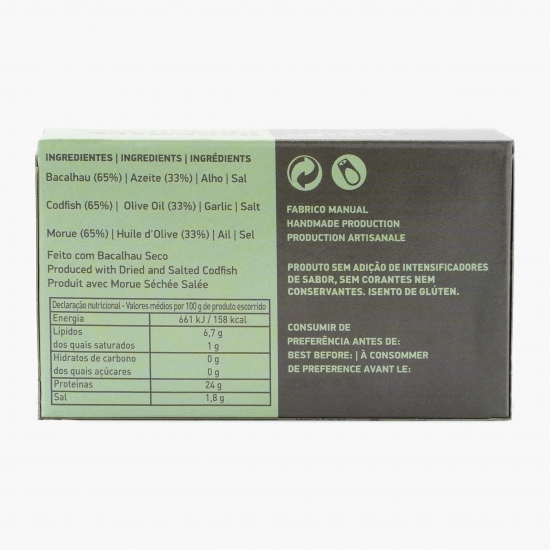 INGREDIENTES | INGREDIENTS | INGRÉDIENTS
Bacalhau (65%) | Azeite (33%) | Alho | Sal
Codfish (65%) | Olive Oil (33%) | Garlic | Salt
Morue (65%) | Huile d'Olive (33%) | Ail | Sel
Feito com Bacalhau Seco
Produced with Dried and Salted Codfish
Produit avec Morue Séchée Salée
Declaração nutricional - Valores médios por 100 g de produto escorrido
Energia 661 kJ / 158 kcal
Lípidos 6,7 g
dos quais saturados 1 g
Hidratos de carbono 0 g
dos quais açúcares 0 g
Proteínas 24 g
Sal 1,8 g
FABRICO MANUAL
HANDMADE PRODUCTION
PRODUCTION ARTISANALE
PRODUTO SEM ADIÇÃO DE INTENSIFICADORES
DE SABOR, SEM CORANTES NEM
CONSERVANTES. ISENTO DE GLÚTEN.
CONSUMIR DE
PREFERÊNCIA ANTES DE:
BEST BEFORE: | À CONSOMMER
DE PREFERENCE AVANT LE: